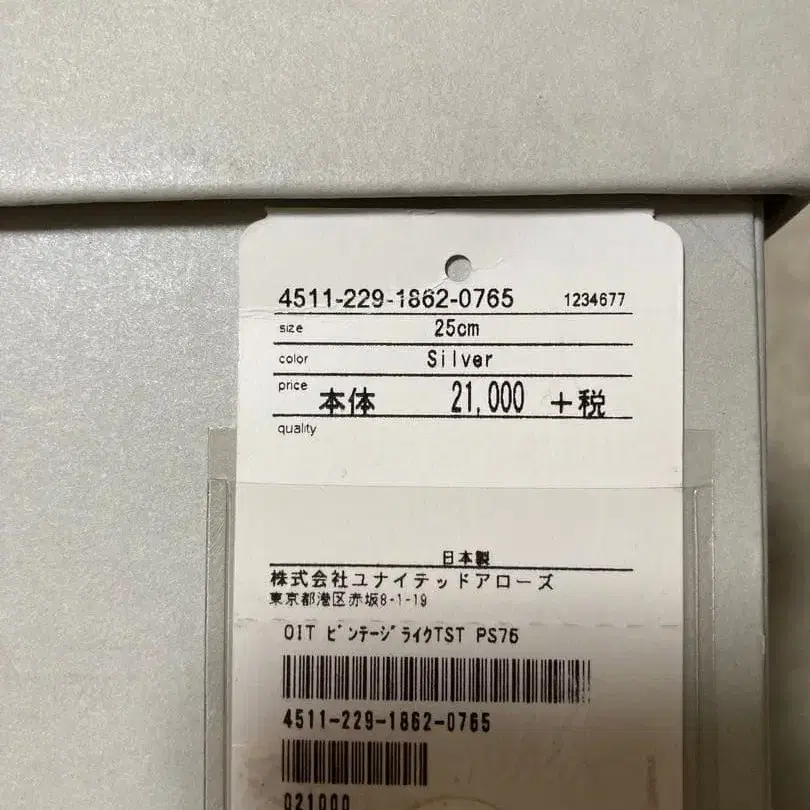 4511-229-1862-0765 1234677
size 25cm
color Silver
price 本体 21,000 +税
quality
日本製
株式会社ユナイテッドアローズ
東京都港区赤坂8-1-19
OIT ﾋﾞﾝﾃｰｼﾞﾗｲｸTST PS75
4511-229-1862-0765
021000